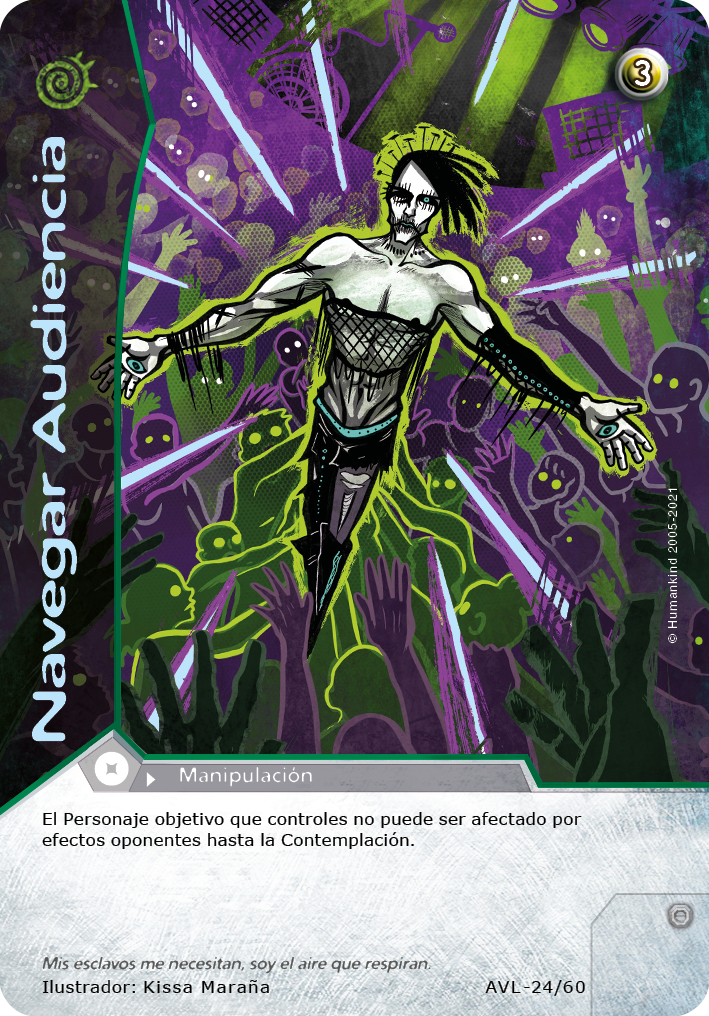 3
Navegar Audiencia
© Humankind 2005-2021
Manipulación
El Personaje objetivo que controles no puede ser afectado por
efectos oponentes hasta la Contemplación.
Mis esclavos me necesitan, soy el aire que respiran.
Ilustrador: Kissa Maraña
AVL-24/60